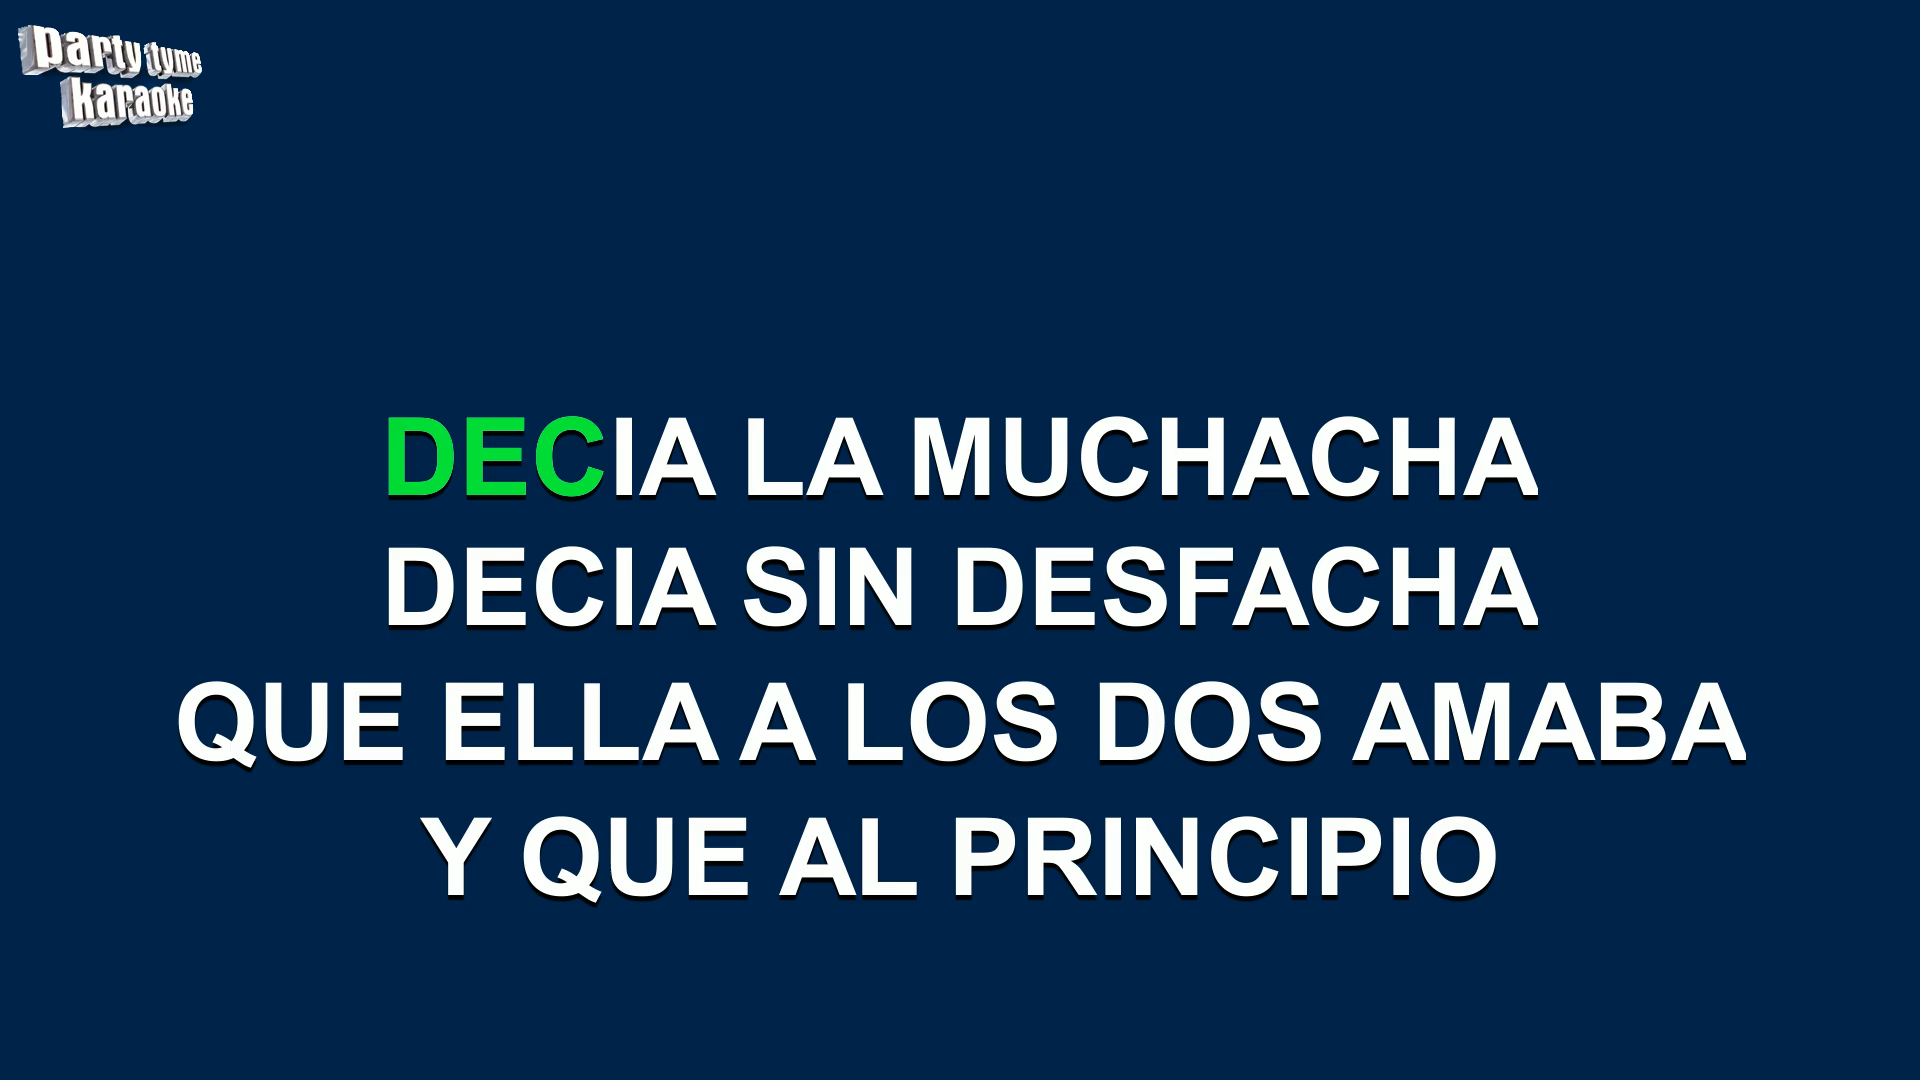 party tyme
karaoke
DECIA LA MUCHACHA
DECIA SIN DESFACHA
QUE ELLA A LOS DOS AMABA
Y QUE AL PRINCIPIO